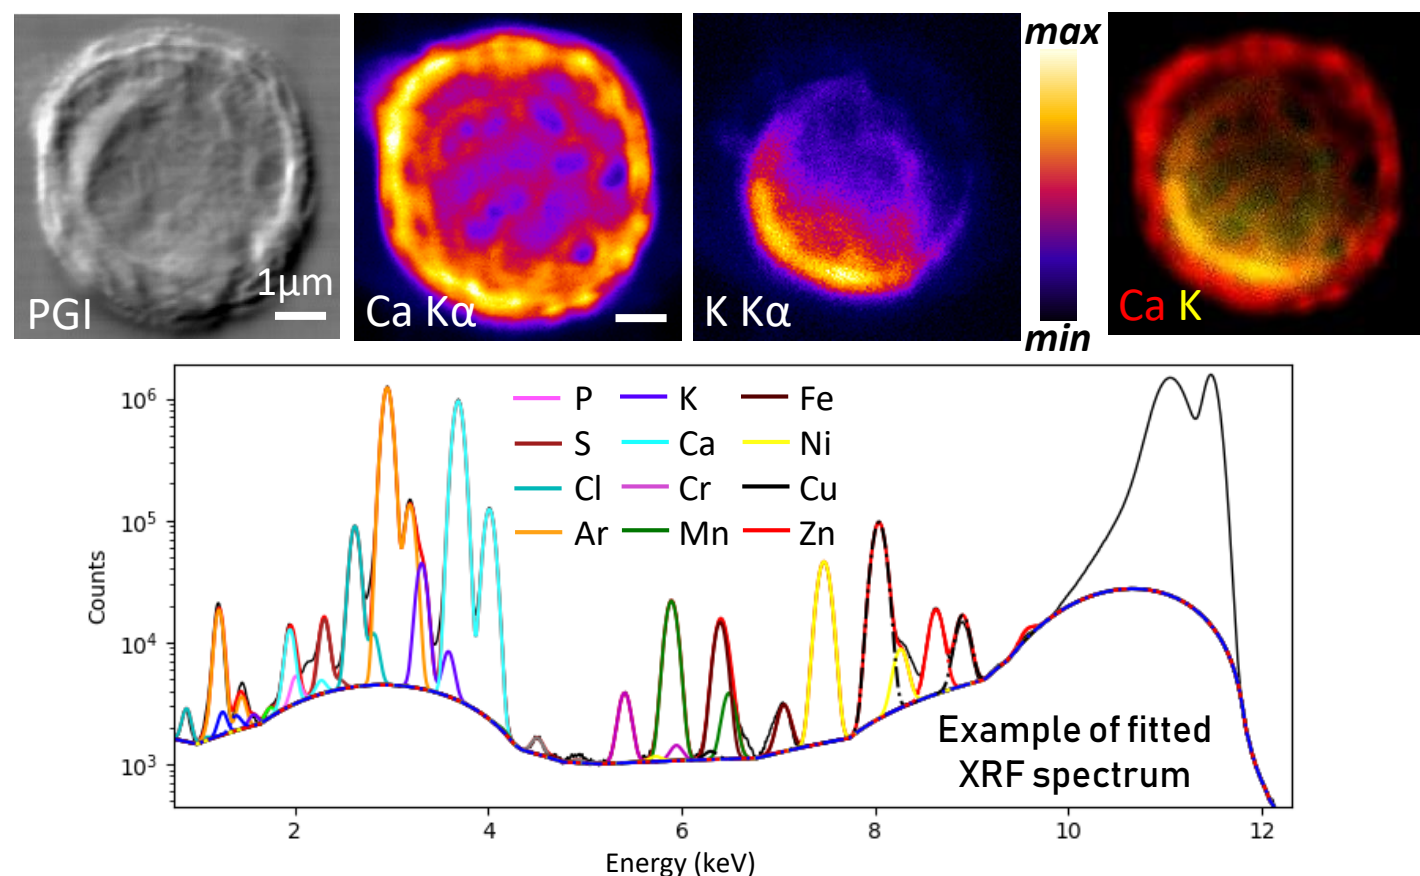 PGI
1µm
Ca Kα
K Kα
max
min
Ca K
10⁶
10⁵
10⁴
10³
Counts
P
K
Fe
S
Ca
Ni
Cl
Cr
Cu
Ar
Mn
Zn
Example of fitted
XRF spectrum
2
4
6
8
10
12
Energy (keV)